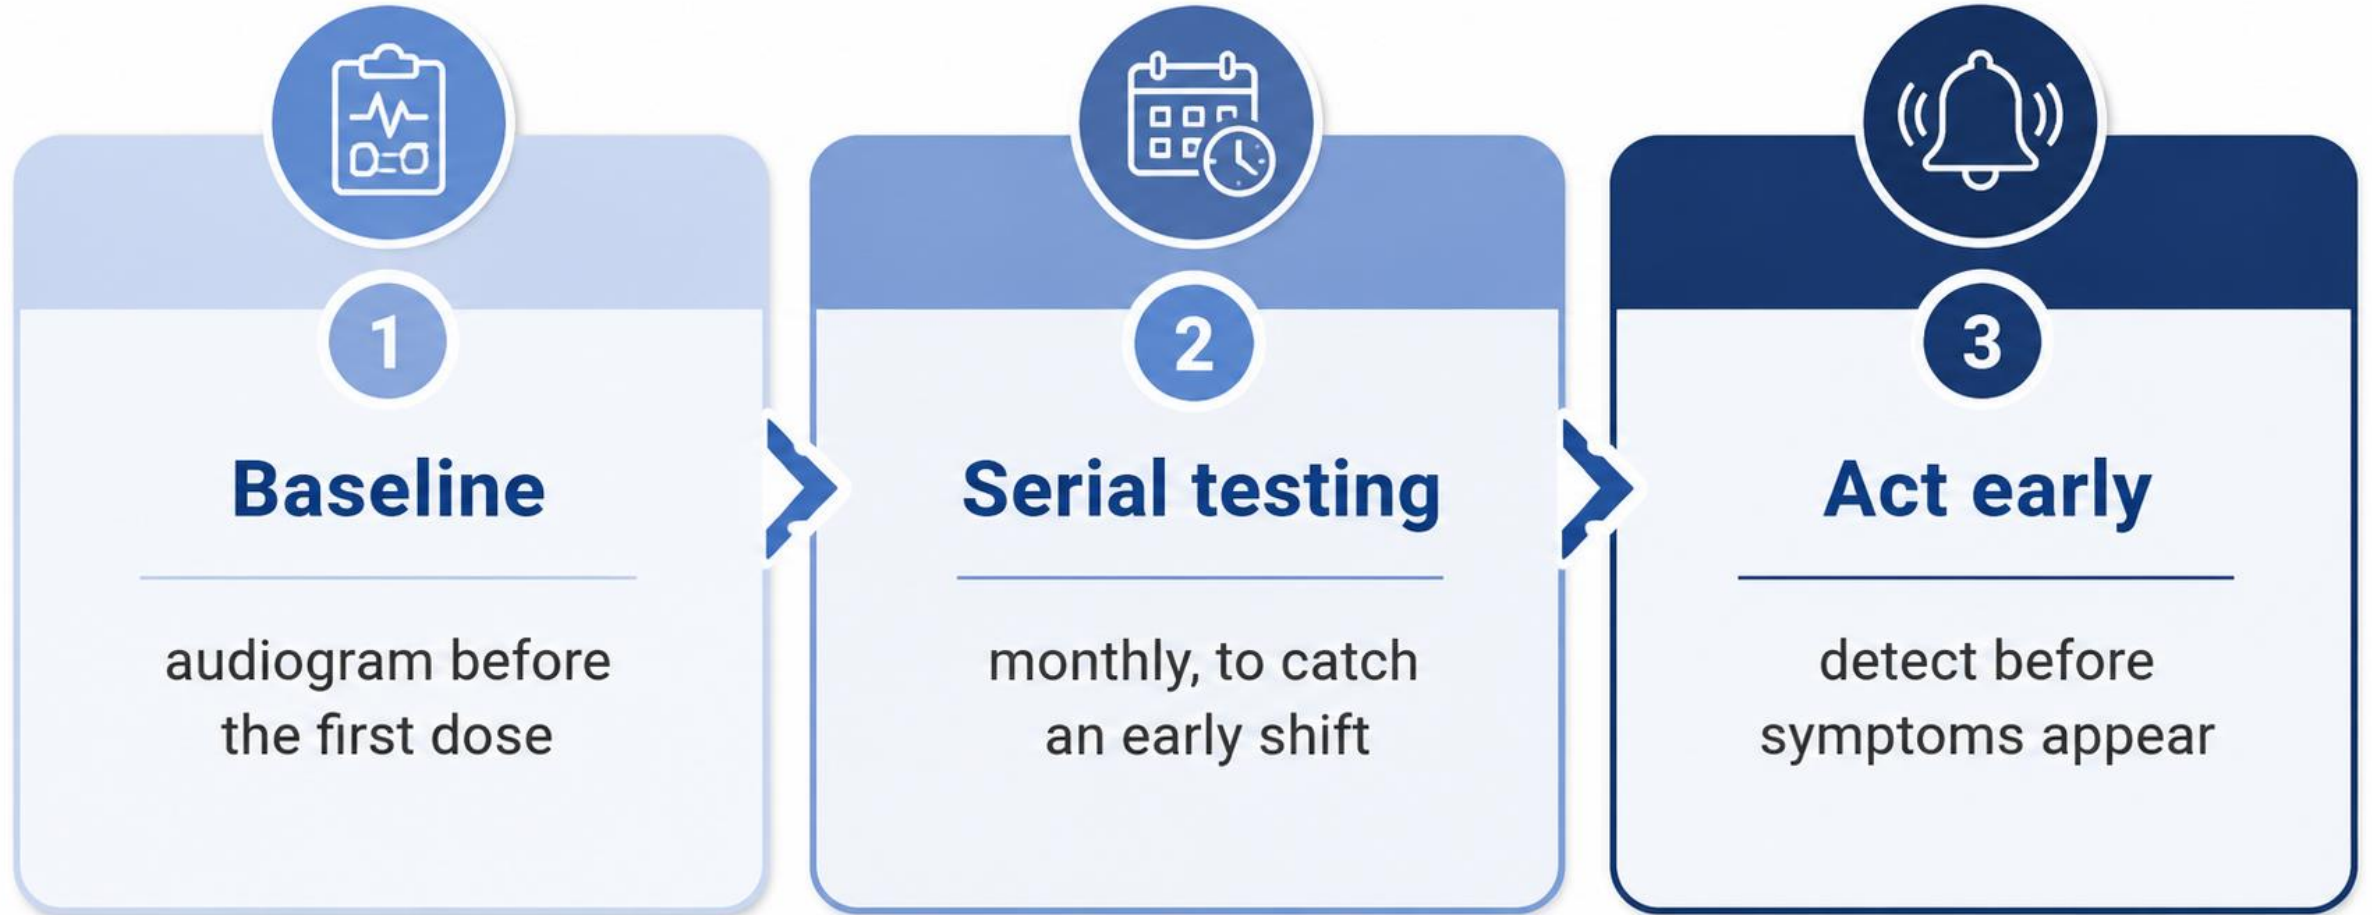 1
Baseline
audiogram before
the first dose
2
Serial testing
monthly, to catch
an early shift
3
Act early
detect before
symptoms appear